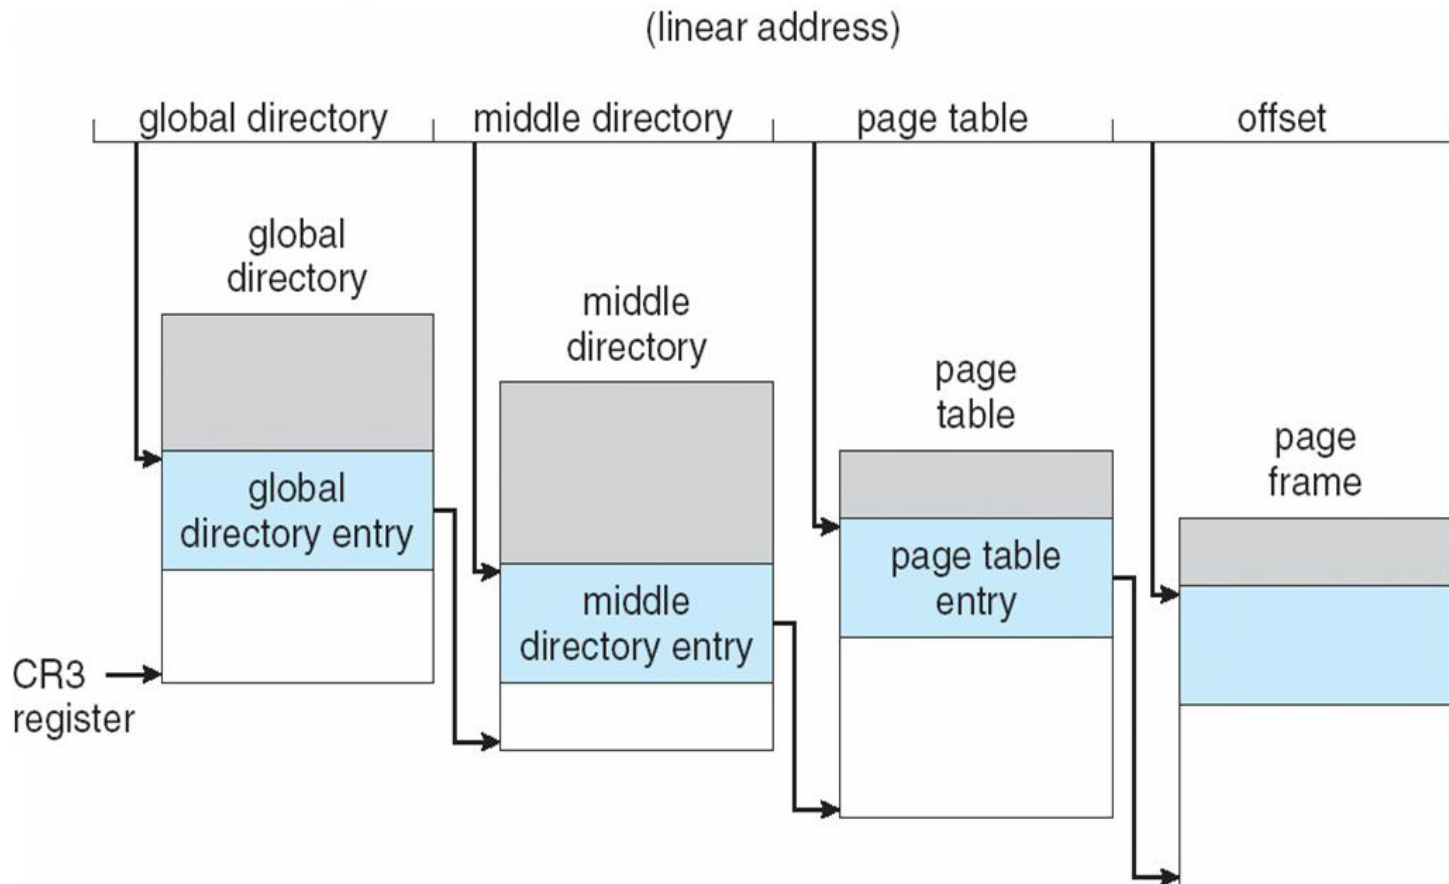 (linear address)
global directory
middle directory
page table
offset
global
directory
middle
directory
page
table
page
frame
global
directory entry
page table
entry
middle
directory entry
CR3
register